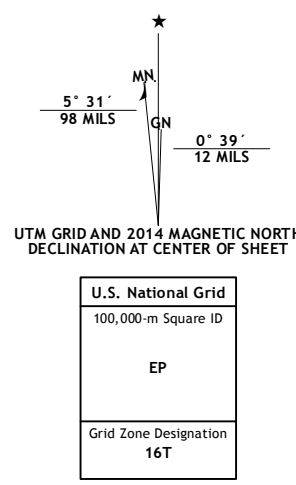 ★
MN.
5° 31´
98 MILS
GN
0° 39´
12 MILS
UTM GRID AND 2014 MAGNETIC NORTH
DECLINATION AT CENTER OF SHEET
U.S. National Grid
100,000-m Square ID
EP
Grid Zone Designation
16T